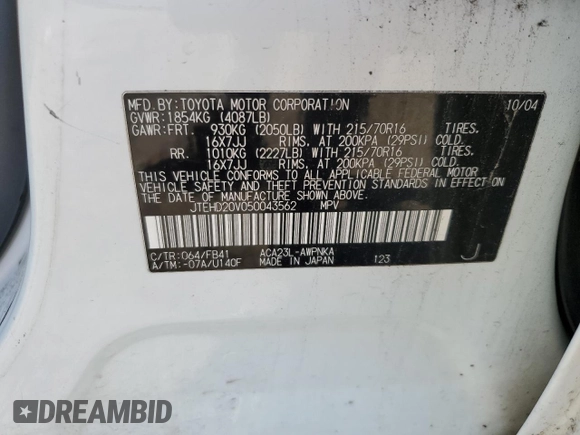 MFD. BY: TOYOTA MOTOR CORPORATION 10/04
GVWR: 1854KG (4087LB)
GAWR: FRT. 930KG (2050LB) WITH 215/70R16 TIRES.
16X7JJ RIMS. AT 200KPA (29PSI) COLD.
RR. 1010KG (2227LB) WITH 215/70R16 TIRES.
16X7JJ RIMS. AT 200KPA (29PSI) COLD.
THIS VEHICLE CONFORMS TO ALL APPLICABLE FEDERAL MOTOR
VEHICLE SAFETY AND BUMPER STANDARDS IN EFFECT ON
THE DATE OF MANUFACTURE SHOWN ABOVE.
JTEHD20V050043562 MPV
C/TR: 064/FB41 ACA23L-AWPNKA J
A/TM: -07A/U140F MADE IN JAPAN 123
DREAMBID